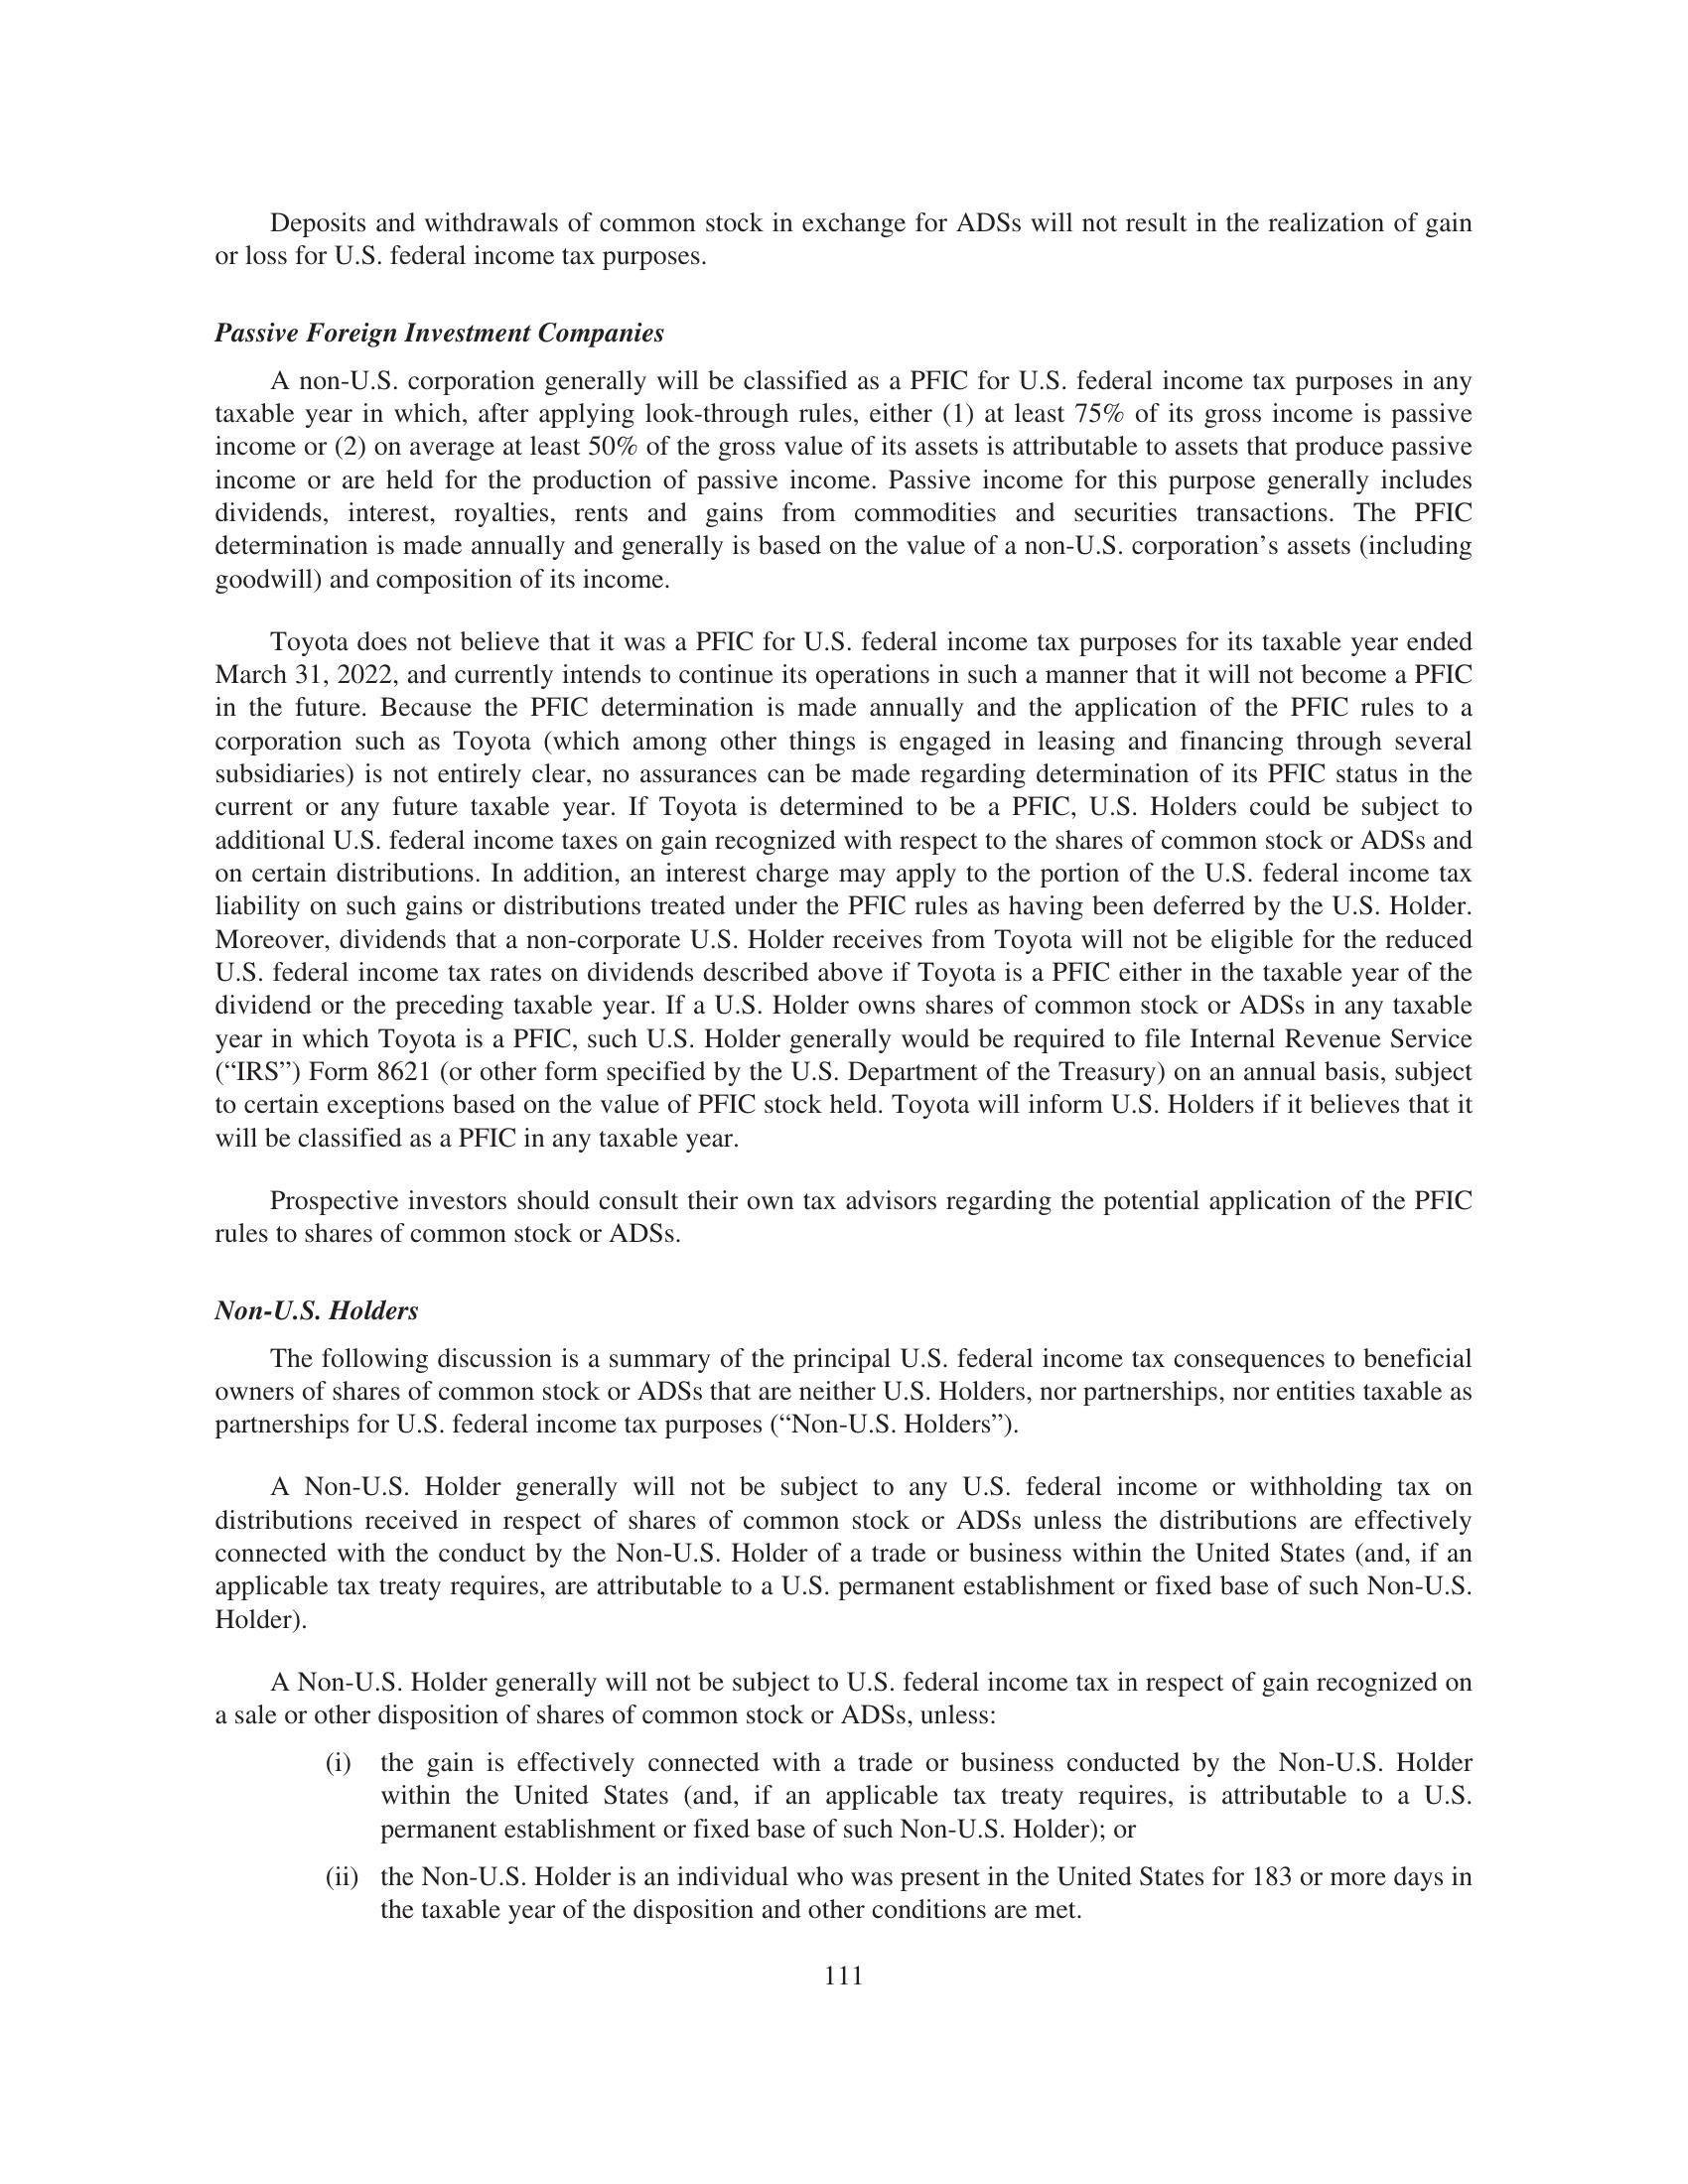 Deposits and withdrawals of common stock in exchange for ADSs will not result in the realization of gain
or loss for U.S. federal income tax purposes.
Passive Foreign Investment Companies
A non-U.S. corporation generally will be classified as a PFIC for U.S. federal income tax purposes in any
taxable year in which, after applying look-through rules, either (1) at least 75% of its gross income is passive
income or (2) on average at least 50% of the gross value of its assets is attributable to assets that produce passive
income or are held for the production of passive income. Passive income for this purpose generally includes
dividends, interest, royalties, rents and gains from commodities and securities transactions. The PFIC
determination is made annually and generally is based on the value of a non-U.S. corporation’s assets (including
goodwill) and composition of its income.
Toyota does not believe that it was a PFIC for U.S. federal income tax purposes for its taxable year ended
March 31, 2022, and currently intends to continue its operations in such a manner that it will not become a PFIC
in the future. Because the PFIC determination is made annually and the application of the PFIC rules to a
corporation such as Toyota (which among other things is engaged in leasing and financing through several
subsidiaries) is not entirely clear, no assurances can be made regarding determination of its PFIC status in the
current or any future taxable year. If Toyota is determined to be a PFIC, U.S. Holders could be subject to
additional U.S. federal income taxes on gain recognized with respect to the shares of common stock or ADSs and
on certain distributions. In addition, an interest charge may apply to the portion of the U.S. federal income tax
liability on such gains or distributions treated under the PFIC rules as having been deferred by the U.S. Holder.
Moreover, dividends that a non-corporate U.S. Holder receives from Toyota will not be eligible for the reduced
U.S. federal income tax rates on dividends described above if Toyota is a PFIC either in the taxable year of the
dividend or the preceding taxable year. If a U.S. Holder owns shares of common stock or ADSs in any taxable
year in which Toyota is a PFIC, such U.S. Holder generally would be required to file Internal Revenue Service
(“IRS”) Form 8621 (or other form specified by the U.S. Department of the Treasury) on an annual basis, subject
to certain exceptions based on the value of PFIC stock held. Toyota will inform U.S. Holders if it believes that it
will be classified as a PFIC in any taxable year.
Prospective investors should consult their own tax advisors regarding the potential application of the PFIC
rules to shares of common stock or ADSs.
Non-U.S. Holders
The following discussion is a summary of the principal U.S. federal income tax consequences to beneficial
owners of shares of common stock or ADSs that are neither U.S. Holders, nor partnerships, nor entities taxable as
partnerships for U.S. federal income tax purposes (“Non-U.S. Holders”).
A Non-U.S. Holder generally will not be subject to any U.S. federal income or withholding tax on
distributions received in respect of shares of common stock or ADSs unless the distributions are effectively
connected with the conduct by the Non-U.S. Holder of a trade or business within the United States (and, if an
applicable tax treaty requires, are attributable to a U.S. permanent establishment or fixed base of such Non-U.S.
Holder).
A Non-U.S. Holder generally will not be subject to U.S. federal income tax in respect of gain recognized on
a sale or other disposition of shares of common stock or ADSs, unless:
(i) the gain is effectively connected with a trade or business conducted by the Non-U.S. Holder
within the United States (and, if an applicable tax treaty requires, is attributable to a U.S.
permanent establishment or fixed base of such Non-U.S. Holder); or
(ii) the Non-U.S. Holder is an individual who was present in the United States for 183 or more days in
the taxable year of the disposition and other conditions are met.
111